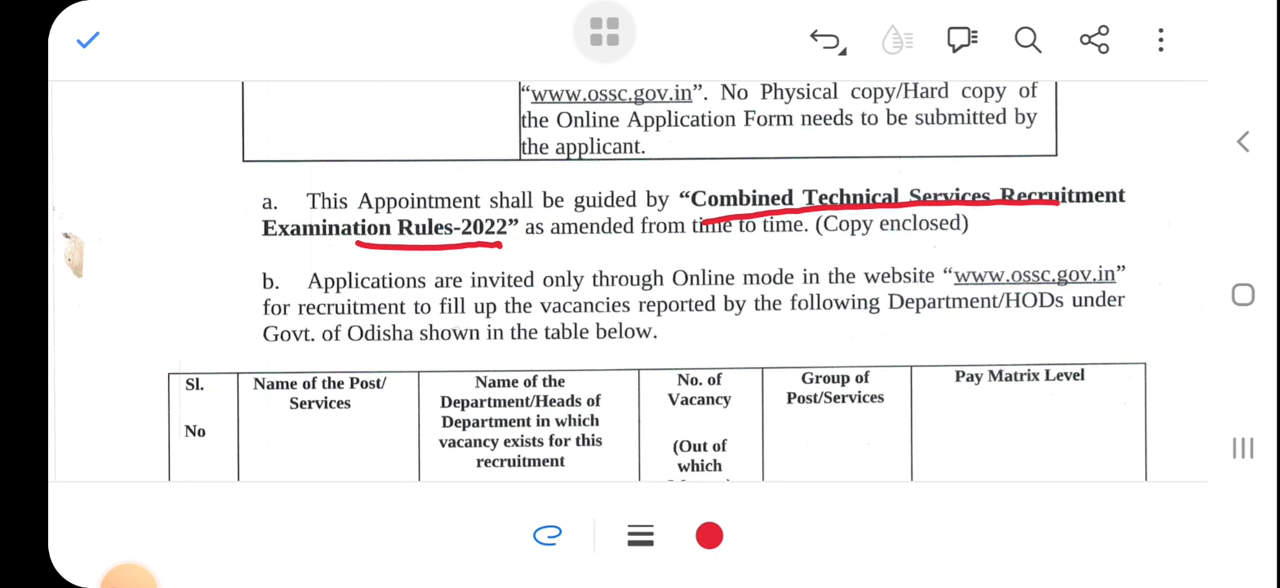 “www.ossc.gov.in”. No Physical copy/Hard copy of
the Online Application Form needs to be submitted by
the applicant.
a. This Appointment shall be guided by “Combined Technical Services Recruitment
Examination Rules-2022” as amended from time to time. (Copy enclosed)
b. Applications are invited only through Online mode in the website “www.ossc.gov.in”
for recruitment to fill up the vacancies reported by the following Department/HODs under
Govt. of Odisha shown in the table below.
Sl.
No
Name of the Post/
Services
Name of the
Department/Heads of
Department in which
vacancy exists for this
recruitment
No. of
Vacancy
(Out of
which
Group of
Post/Services
Pay Matrix Level